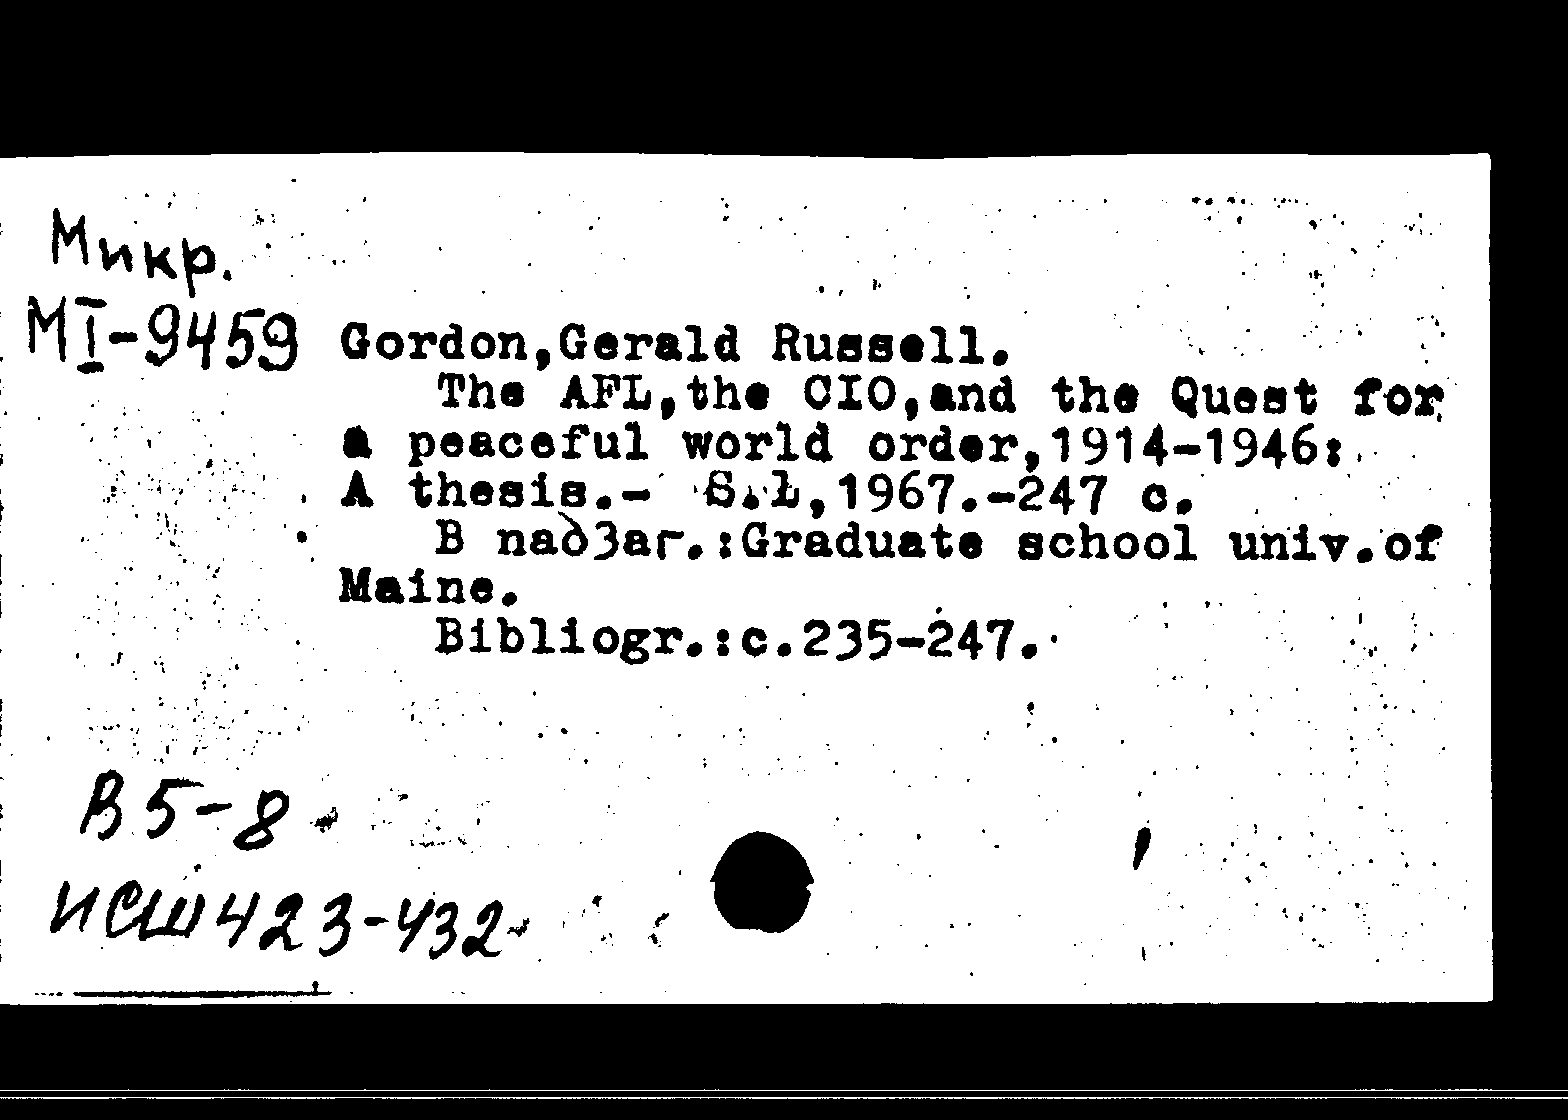 Микр.
МI-9459
Gordon,Gerald Russell.
The AFL,the CIO,and the Quest for
a peaceful world order,1914-1946:
A thesis.- S.L,1967.-247 c.
В надзаг.:Graduate school univ.of
Maine.
Bibliogr.:c.235-247.
В5-8
ИСШ423-432